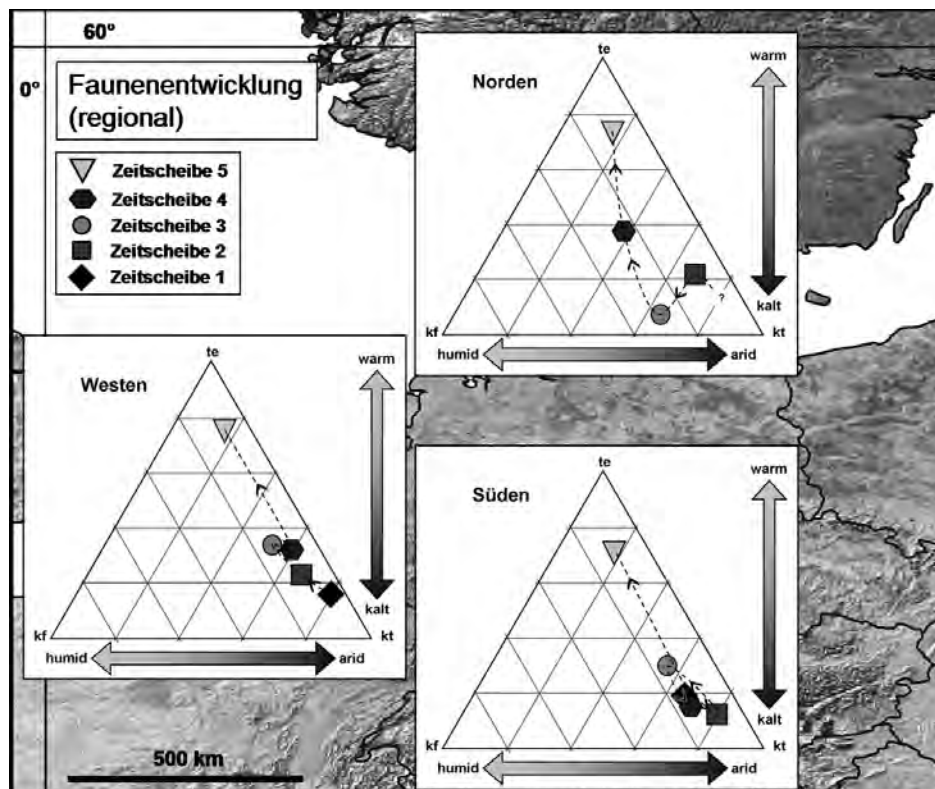 60°
0°
Faunenentwicklung
(regional)
Zeitscheibe 5
Zeitscheibe 4
Zeitscheibe 3
Zeitscheibe 2
Zeitscheibe 1
te
warm
Norden
?
kalt
kf
kt
humid
arid
te
warm
Westen
kalt
kf
kt
humid
arid
te
warm
Süden
kalt
kf
kt
humid
arid
500 km